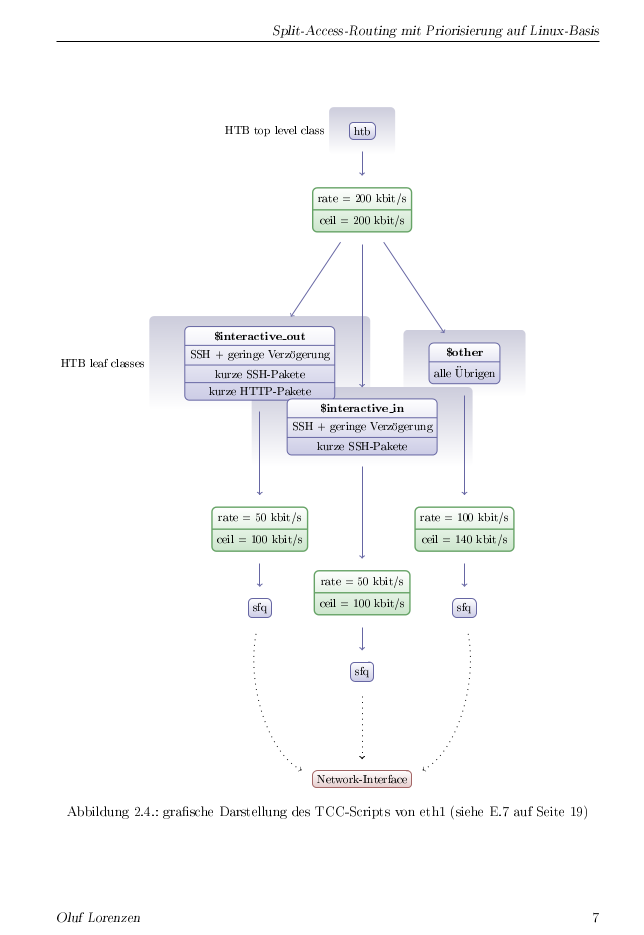 Split-Access-Routing mit Priorisierung auf Linux-Basis
HTB top level class
htb
rate = 200 kbit/s
ceil = 200 kbit/s
HTB leaf classes
$interactive_out
SSH + geringe Verzögerung
kurze SSH-Pakete
kurze HTTP-Pakete
$other
alle Übrigen
$interactive_in
SSH + geringe Verzögerung
kurze SSH-Pakete
rate = 50 kbit/s
ceil = 100 kbit/s
rate = 100 kbit/s
ceil = 140 kbit/s
rate = 50 kbit/s
ceil = 100 kbit/s
sfq
sfq
sfq
Network-Interface
Abbildung 2.4.: grafische Darstellung des TCC-Scripts von eth1 (siehe E.7 auf Seite 19)
Oluf Lorenzen
7